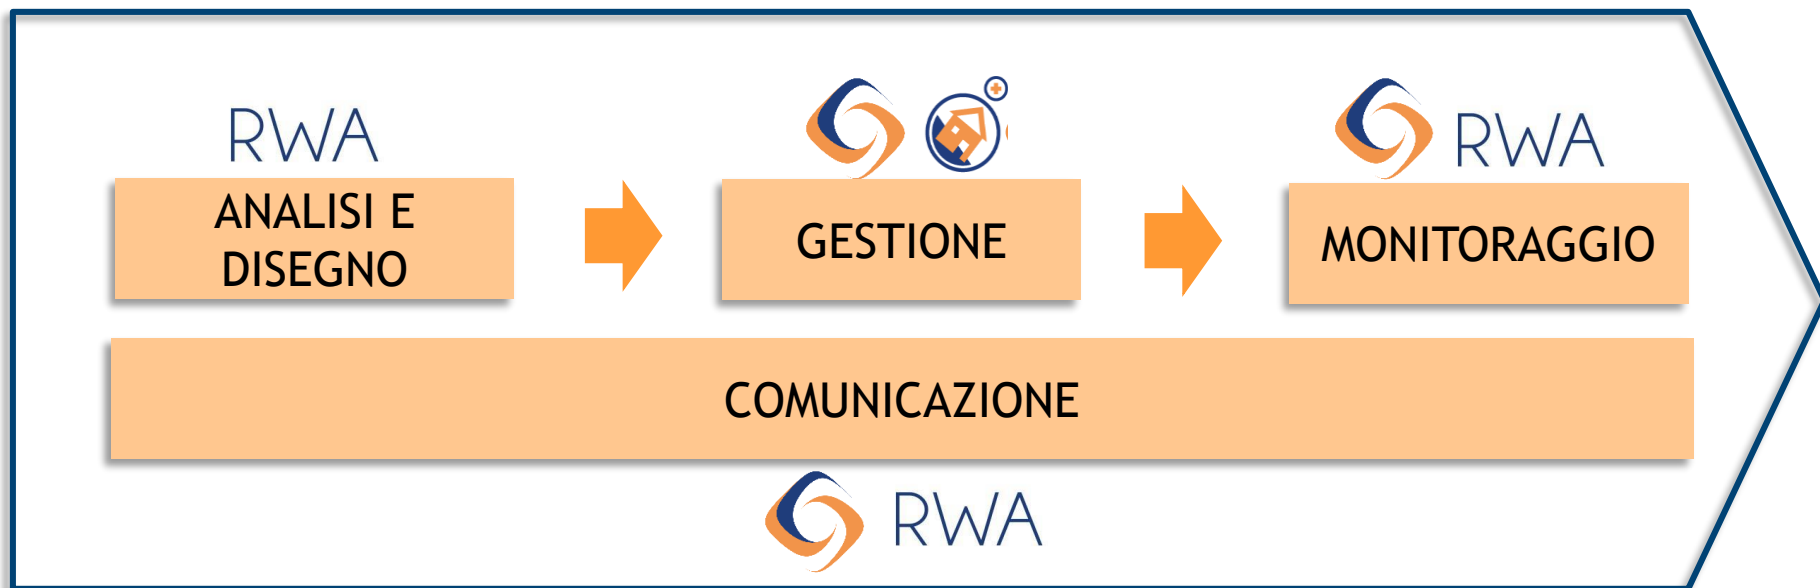 RWA
ANALISI E
DISEGNO
GESTIONE
RWA
MONITORAGGIO
COMUNICAZIONE
RWA